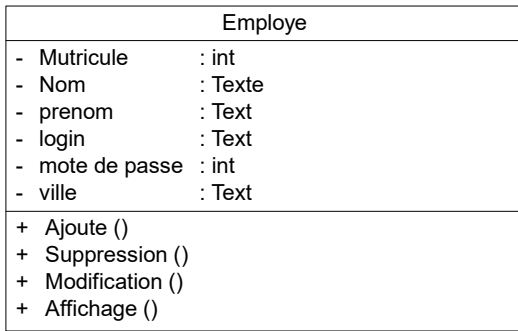 Employe
- Mutricule : int
- Nom : Texte
- prenom : Text
- login : Text
- mote de passe : int
- ville : Text
+ Ajoute ()
+ Suppression ()
+ Modification ()
+ Affichage ()